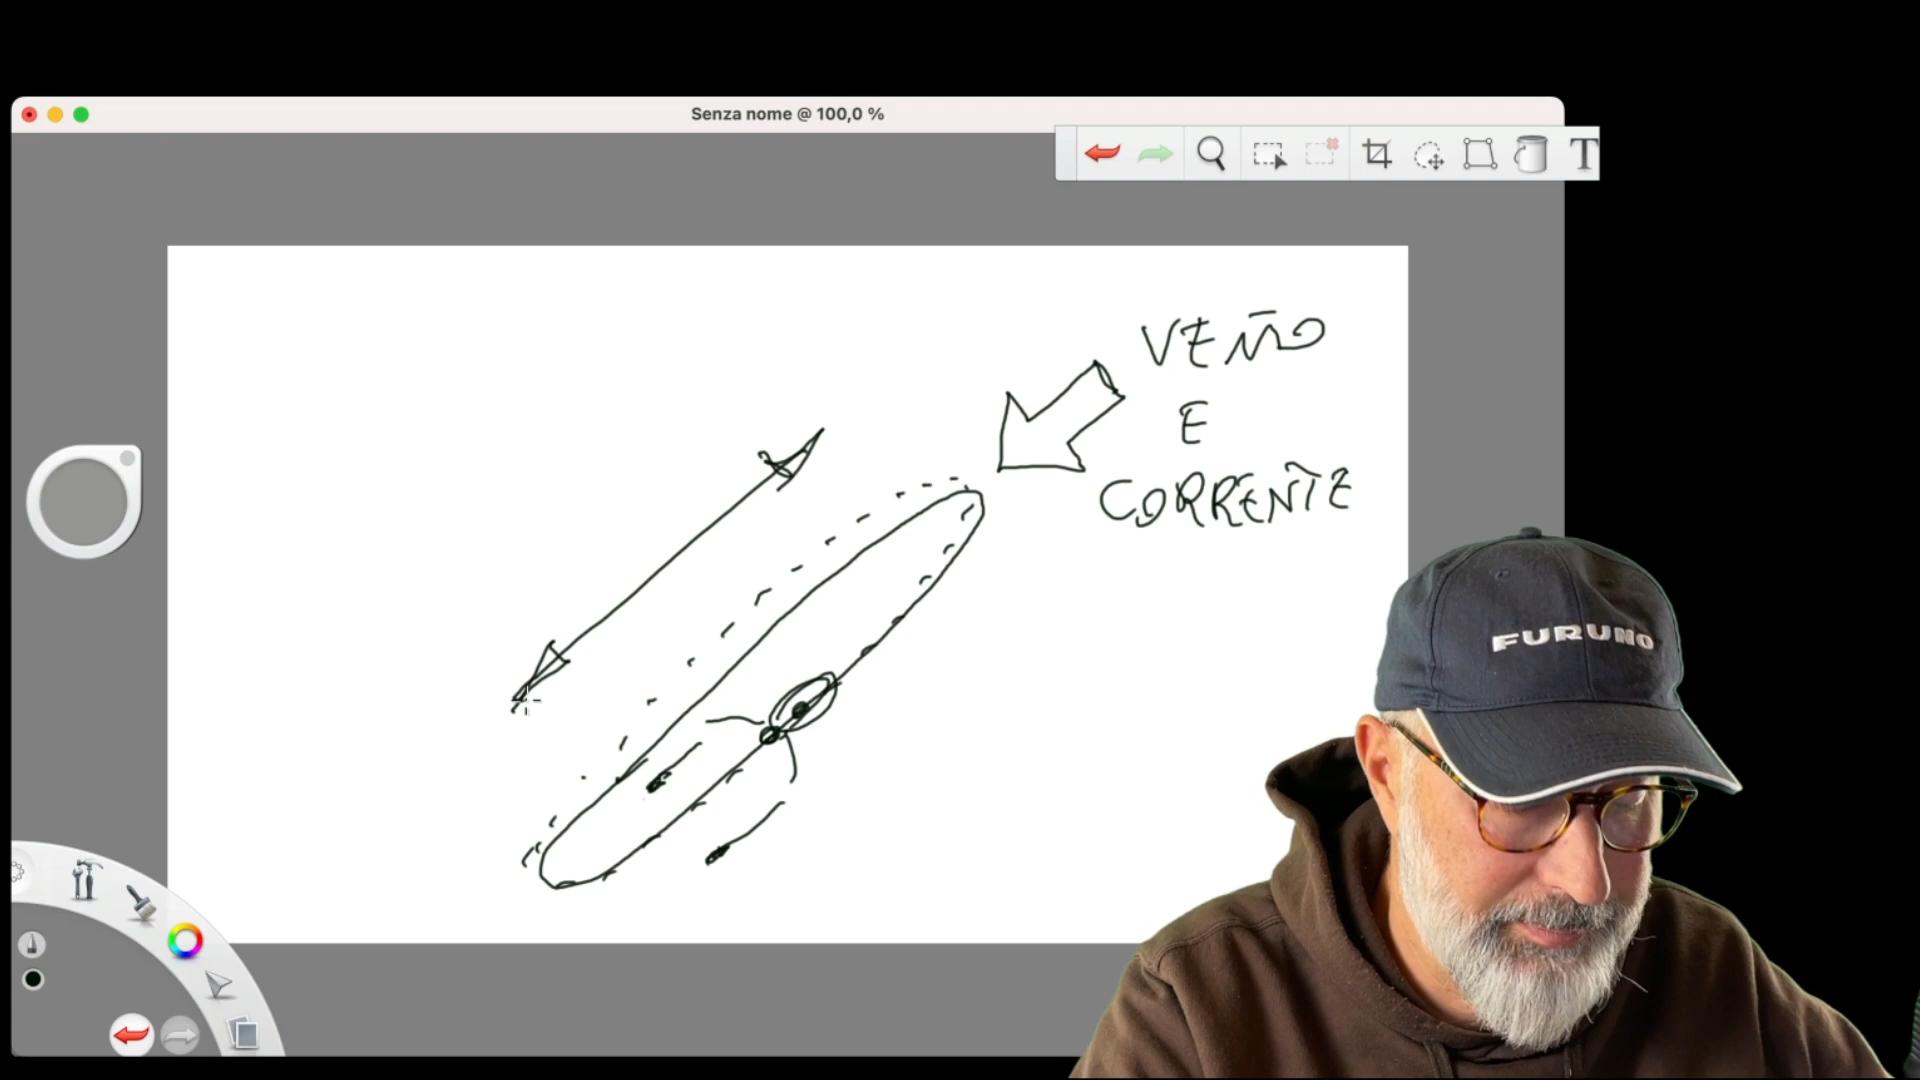 Senza nome @ 100,0 %
T
VENTO
E
CORRENTE
FURUNO